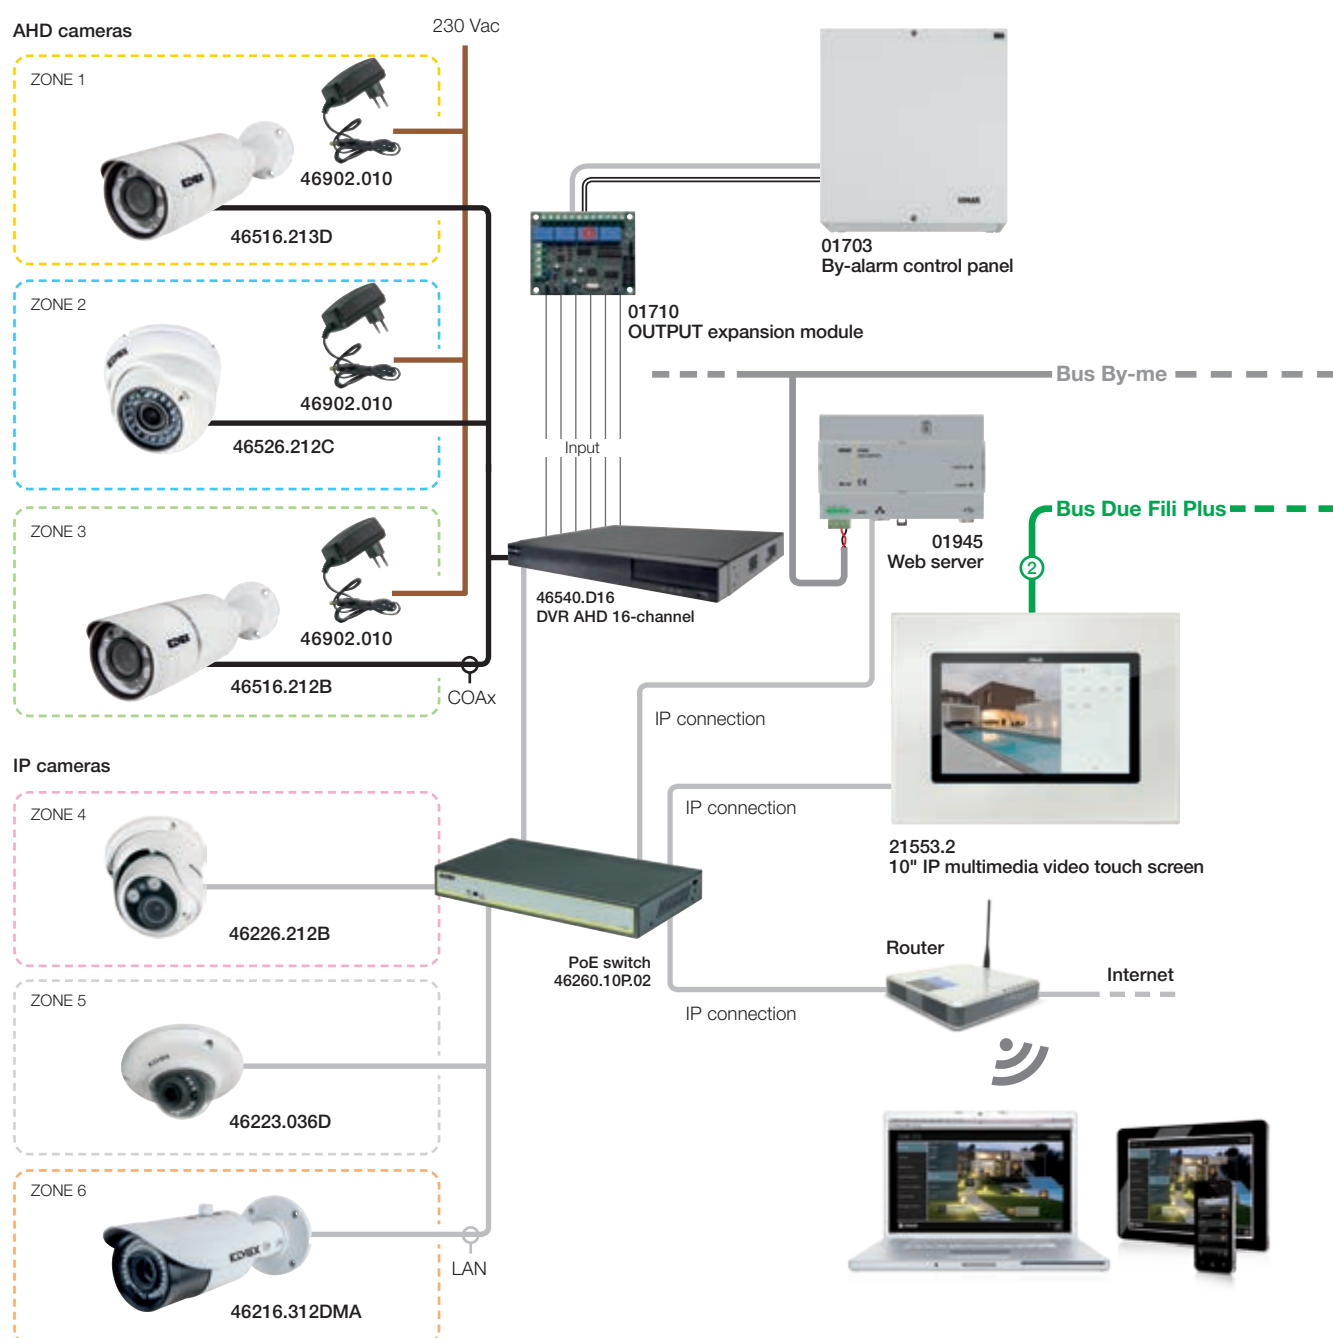 AHD cameras
230 Vac
ZONE 1
46902.010
46516.213D
ZONE 2
46902.010
46526.212C
ZONE 3
46902.010
46516.212B
COAx
01703
By-alarm control panel
01710
OUTPUT expansion module
Bus By-me
Input
Bus Due Fili Plus
2
01945
Web server
46540.D16
DVR AHD 16-channel
IP connection
IP connection
21553.2
10" IP multimedia video touch screen
IP cameras
ZONE 4
46226.212B
PoE switch
46260.10P.02
Router
Internet
IP connection
ZONE 5
46223.036D
ZONE 6
ELVOX
46216.312DMA
LAN